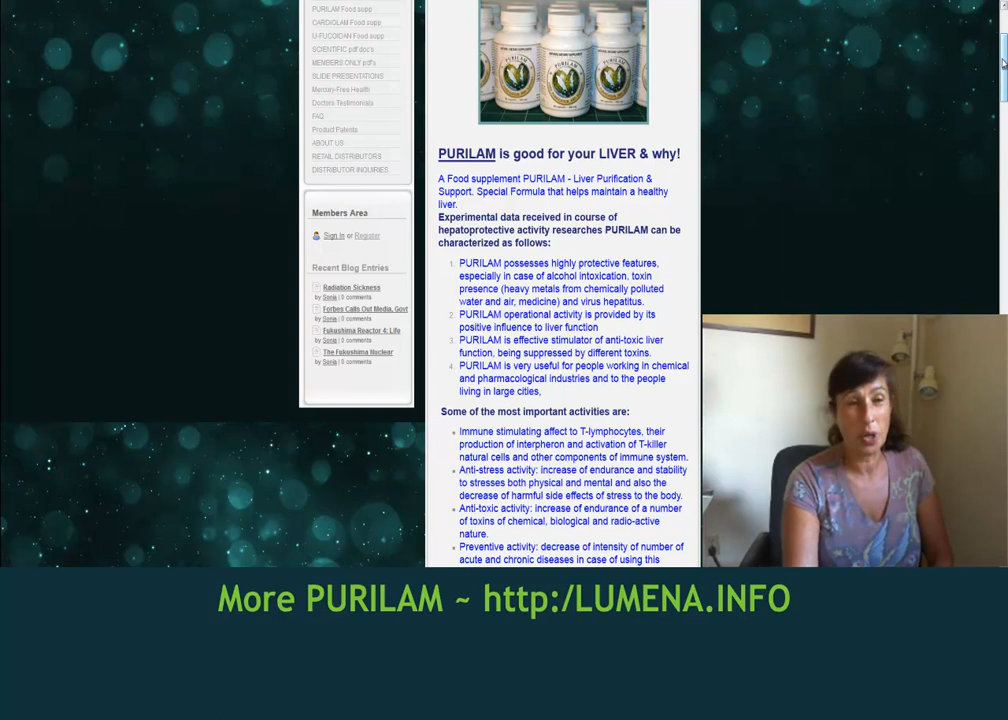 PURILAM Food supp
CARDIOLAM Food supp
U-FUCOIDAN Food supp
SCIENTIFIC pdf doc's
MEMBERS ONLY pdf's
SLIDE PRESENTATIONS
Mercury-Free Health
Doctors Testimonials
FAQ
Product Patents
ABOUT US
RETAIL DISTRIBUTORS
DISTRIBUTOR INQUIRIES
Members Area
Sign In or Register
Recent Blog Entries
Radiation Sickness
by Sonia | 0 comments
Forbes Calls Out Media, Govt
by Sonia | 0 comments
Fukushima Reactor 4: Life
by Sonia | 0 comments
The Fukushima Nuclear
by Sonia | 0 comments
PURILAM
PURILAM
PURILAM
PURILAM is good for your LIVER & why!
A Food supplement PURILAM - Liver Purification &
Support. Special Formula that helps maintain a healthy
liver.
Experimental data received in course of
hepatoprotective activity researches PURILAM can be
characterized as follows:
1. PURILAM possesses highly protective features,
especially in case of alcohol intoxication, toxin
presence (heavy metals from chemically polluted
water and air, medicine) and virus hepatitus.
2. PURILAM operational activity is provided by its
positive influence to liver function
3. PURILAM is effective stimulator of anti-toxic liver
function, being suppressed by different toxins.
4. PURILAM is very useful for people working in chemical
and pharmacological industries and to the people
living in large cities,
Some of the most important activities are:
Immune stimulating affect to T-lymphocytes, their
production of interpheron and activation of T-killer
natural cells and other components of immune system.
Anti-stress activity: increase of endurance and stability
to stresses both physical and mental and also the
decrease of harmful side effects of stress to the body.
Anti-toxic activity: increase of endurance of a number
of toxins of chemical, biological and radio-active
nature.
Preventive activity: decrease of intensity of number of
acute and chronic diseases in case of using this
More PURILAM ~ http:/LUMENA.INFO